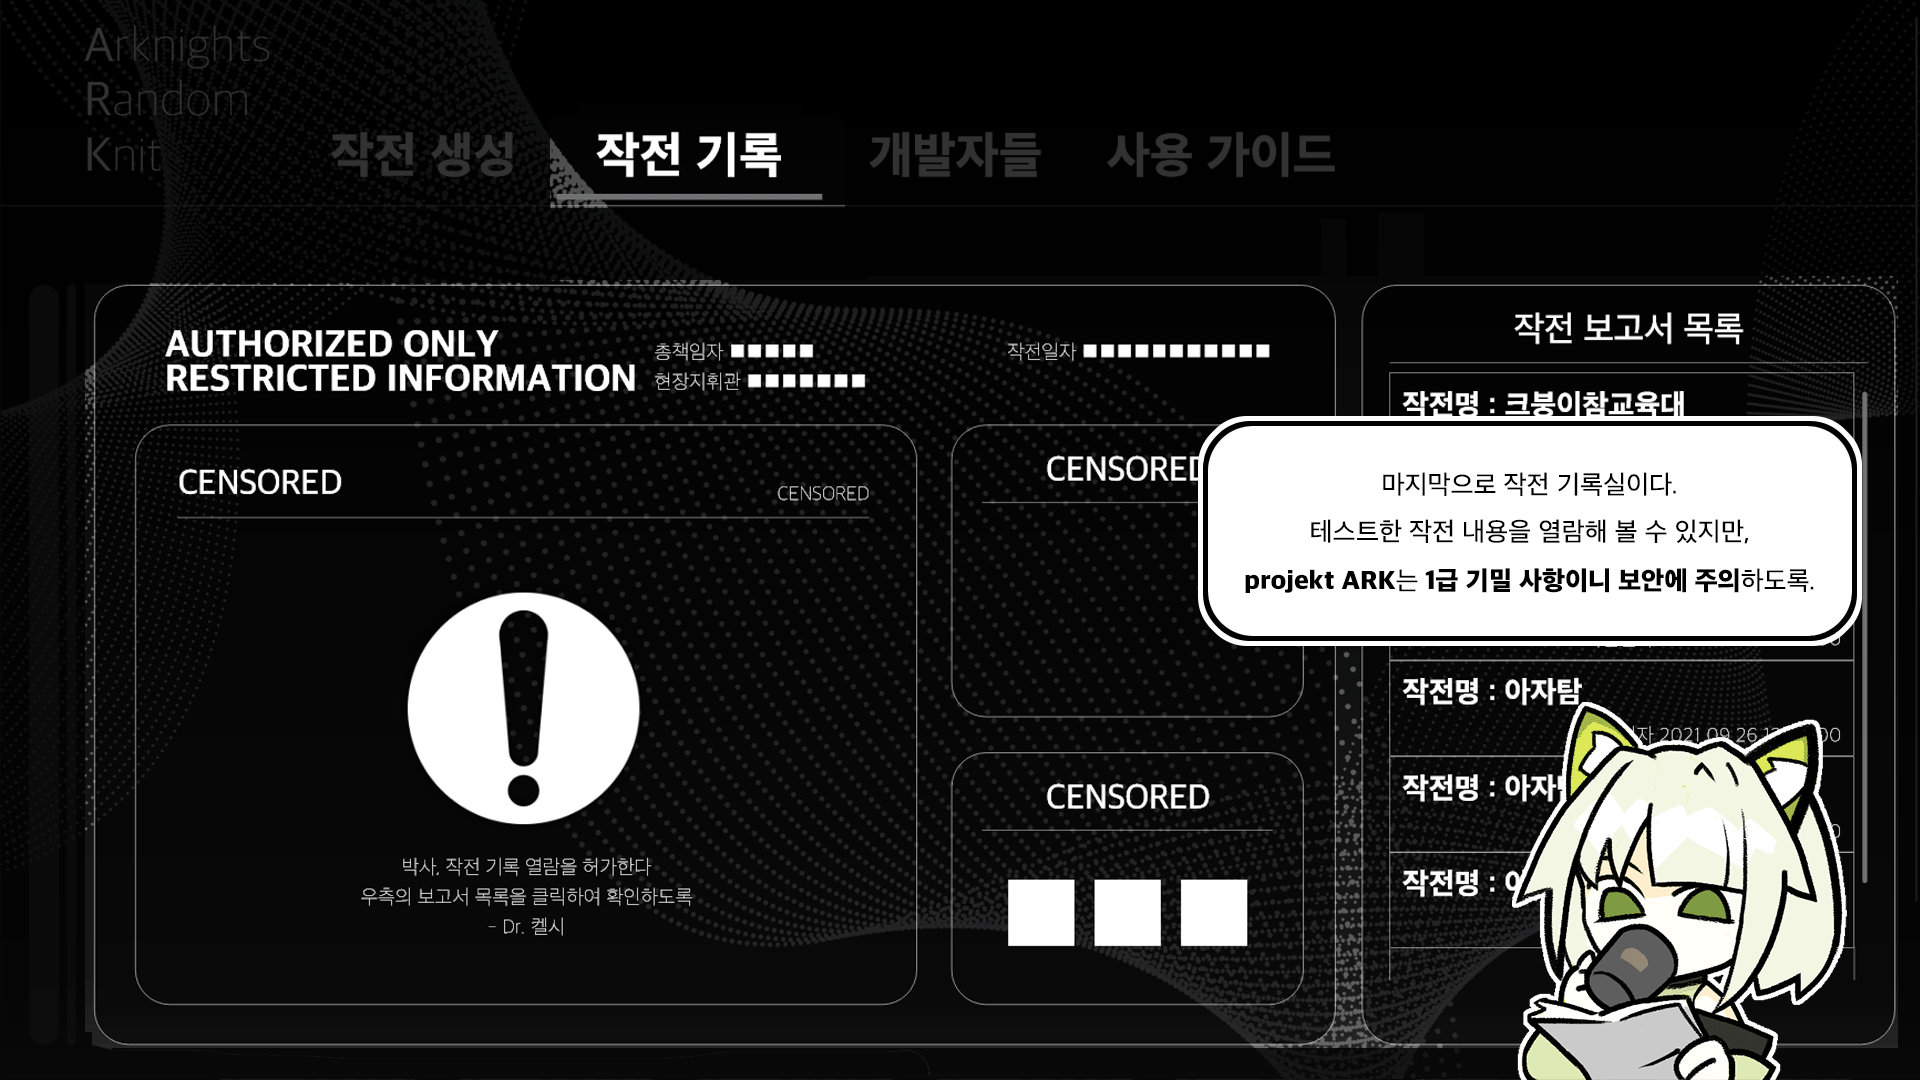 Arknights
Random
Knit
작전 생성
작전 기록
개발자들
사용 가이드
AUTHORIZED ONLY
RESTRICTED INFORMATION
총책임자 ■■■■■
현장지휘관 ■■■■■■■
작전일자 ■■■■■■■■■■■
CENSORED
CENSORED
박사, 작전 기록 열람을 허가한다
우측의 보고서 목록을 클릭하여 확인하도록
- Dr. 켈시
CENSORED
CENSORED
작전 보고서 목록
작전명 : 크붕이참교육대
마지막으로 작전 기록실이다.
테스트한 작전 내용을 열람해 볼 수 있지만,
projekt ARK는 1급 기밀 사항이니 보안에 주의하도록.
작전명 : 아자탐
2021.09.26
작전명 : 아자
작전명 :